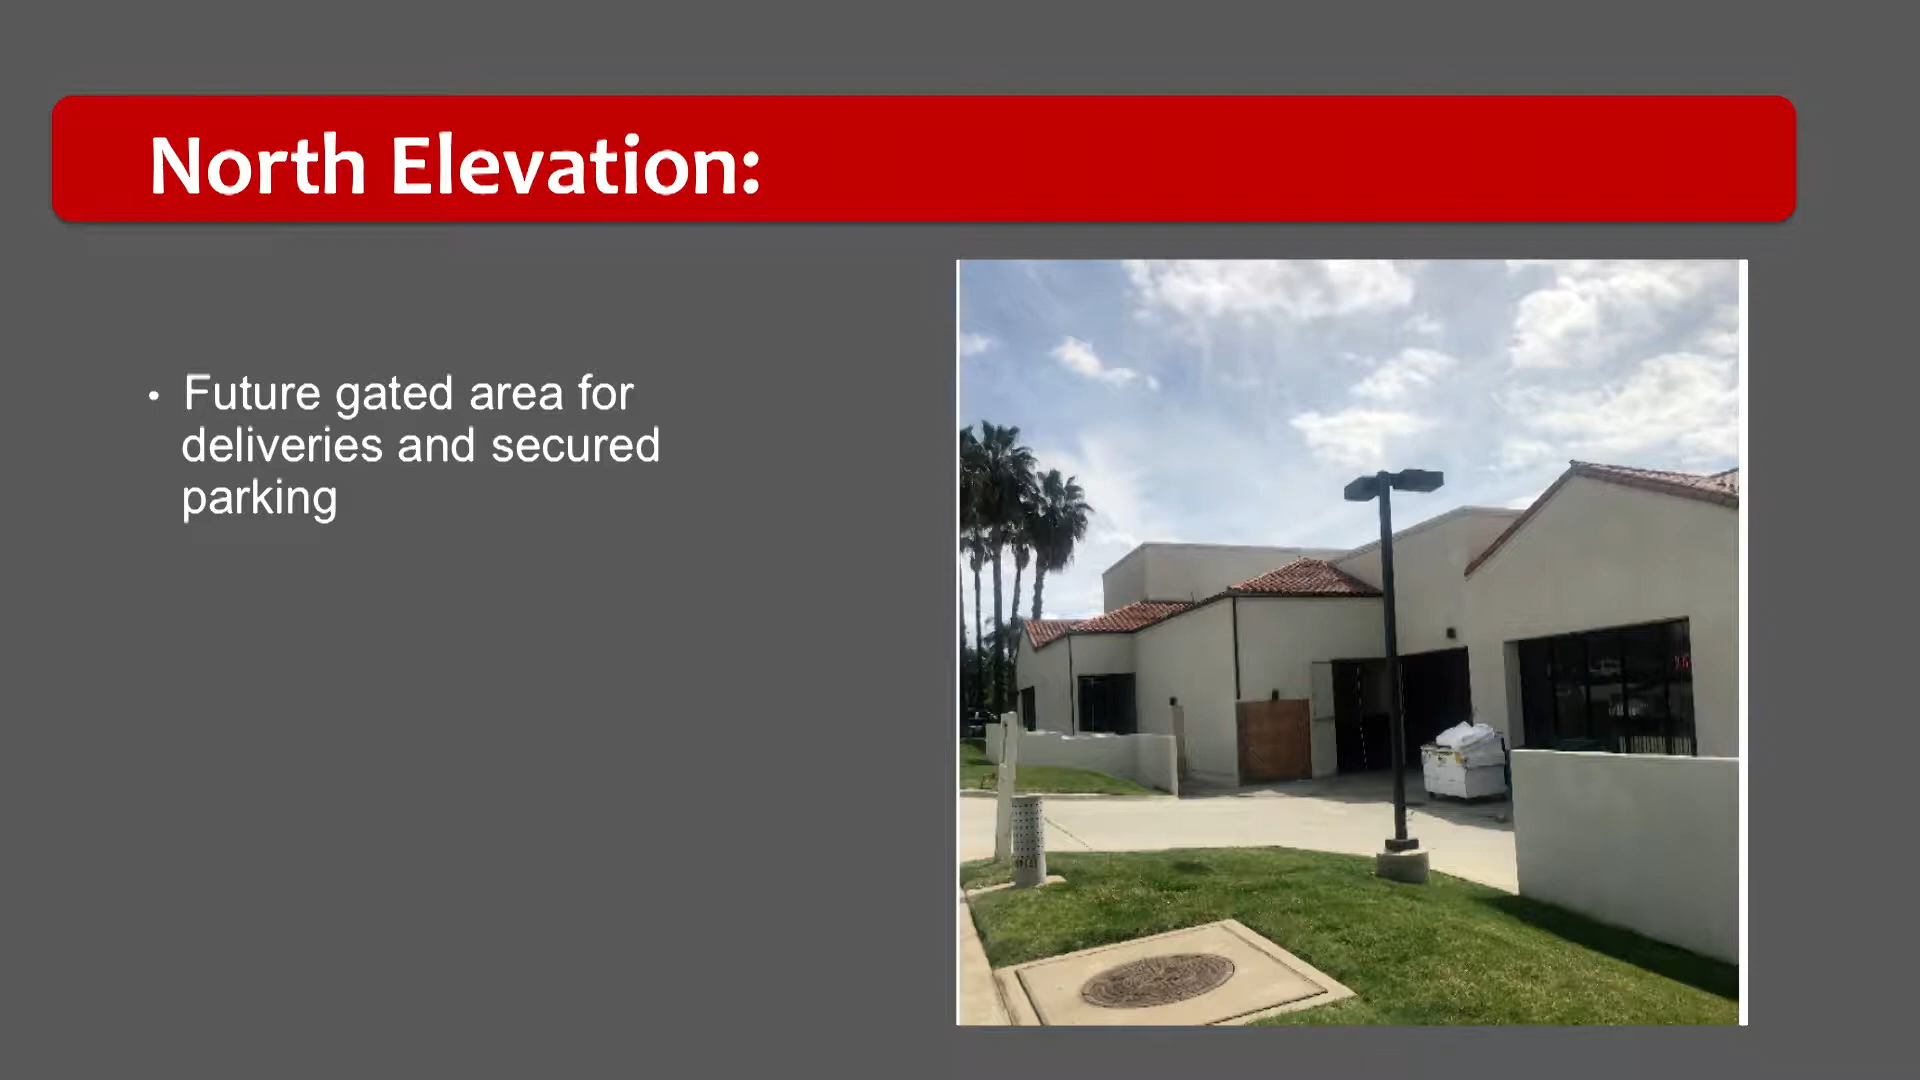 North Elevation:
• Future gated area for
deliveries and secured
parking